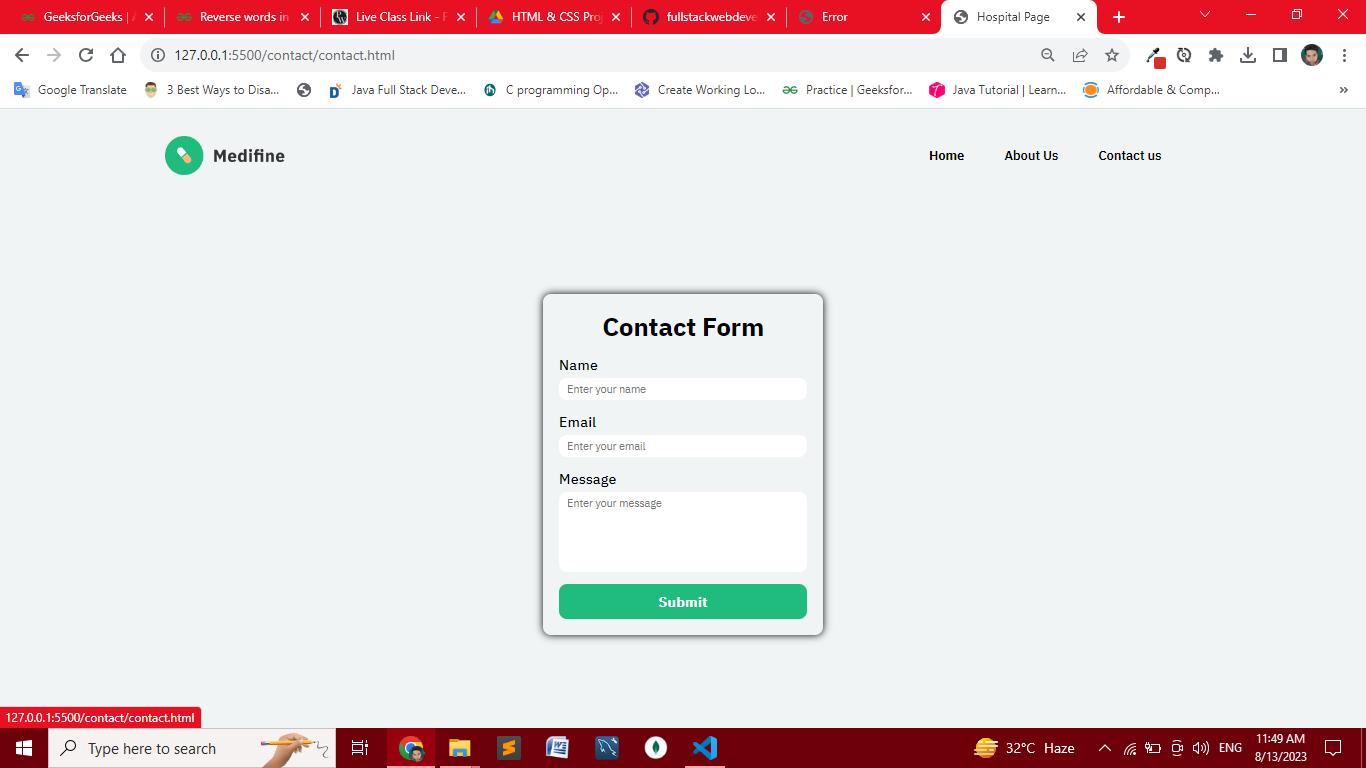 GeeksforGeeks | A
Reverse words in
Live Class Link - F
HTML & CSS Proj
fullstackwebdeve
Error
Hospital Page
127.0.0.1:5500/contact/contact.html
Google Translate
3 Best Ways to Disa...
Java Full Stack Deve...
C programming Op...
Create Working Lo...
Practice | Geeksfor...
Java Tutorial | Learn...
Affordable & Comp...
Medifine
Home
About Us
Contact us
Contact Form
Name
Enter your name
Email
Enter your email
Message
Enter your message
Submit
127.0.0.1:5500/contact/contact.html
Type here to search
32°C Haze
ENG
11:49 AM
8/13/2023